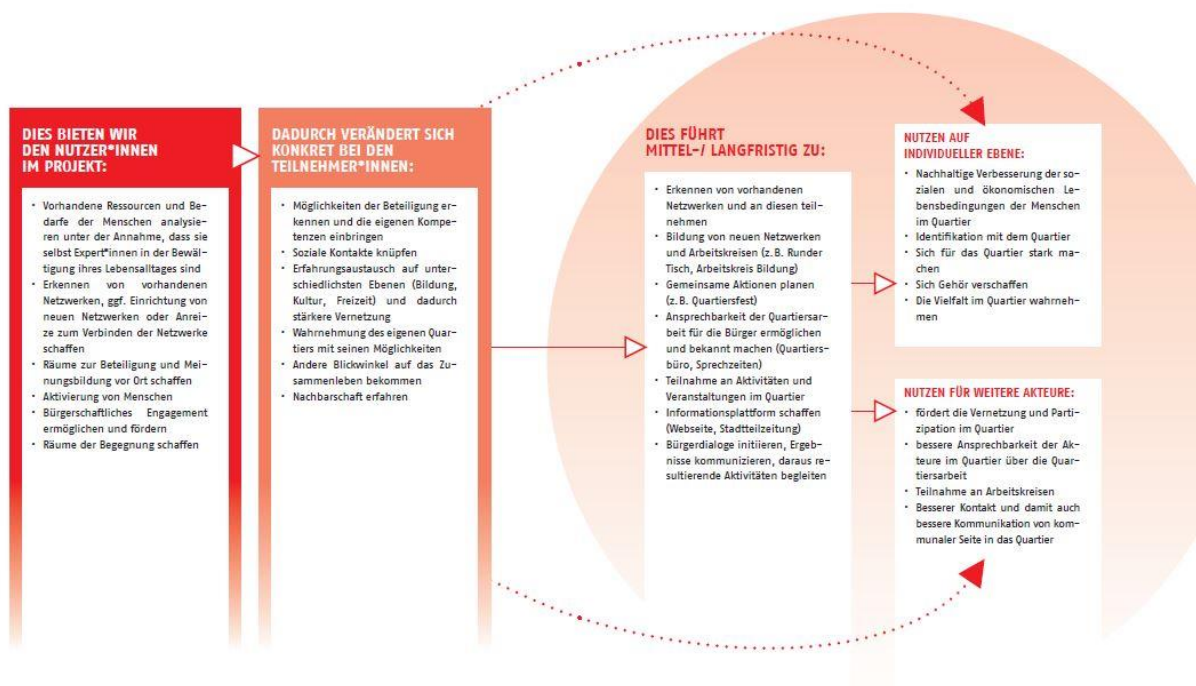 DIES BIETEN WIR
DEN NUTZER*INNEN
IM PROJEKT:
· Vorhandene Ressourcen und Be-
darfe der Menschen analysie-
ren unter der Annahme, dass sie
selbst Expert*innen in der Bewäl-
tigung ihres Lebensalltages sind
· Erkennen von vorhandenen
Netzwerken, ggf. Einrichtung von
neuen Netzwerken oder Anrei-
ze zum Verbinden der Netzwerke
schaffen
· Räume zur Beteiligung und Mei-
nungsbildung vor Ort schaffen
· Aktivierung von Menschen
· Bürgerschaftliches Engagement
ermöglichen und fördern
· Räume der Begegnung schaffen
DADURCH VERÄNDERT SICH
KONKRET BEI DEN
TEILNEHMER*INNEN:
· Möglichkeiten der Beteiligung er-
kennen und die eigenen Kompe-
tenzen einbringen
· Soziale Kontakte knüpfen
· Erfahrungsaustausch auf unter-
schiedlichsten Ebenen (Bildung,
Kultur, Freizeit) und dadurch
stärkere Vernetzung
· Wahrnehmung des eigenen Quar-
tiers mit seinen Möglichkeiten
· Andere Blickwinkel auf das Zu-
sammenleben bekommen
· Nachbarschaft erfahren
DIES FÜHRT
MITTEL-/ LANGFRISTIG ZU:
· Erkennen von vorhandenen
Netzwerken und an diesen teil-
nehmen
· Bildung von neuen Netzwerken
und Arbeitskreisen (z.B. Runder
Tisch, Arbeitskreis Bildung)
· Gemeinsame Aktionen planen
(z.B. Quartiersfest)
· Ansprechbarkeit der Quartiersar-
beit für die Bürger ermöglichen
und bekannt machen (Quartiers-
büro, Sprechzeiten)
· Teilnahme an Aktivitäten und
Veranstaltungen im Quartier
· Informationsplattform schaffen
(Webseite, Stadtteilzeitung)
· Bürgerdialoge initiieren, Ergeb-
nisse kommunizieren, daraus re-
sultierende Aktivitäten begleiten
NUTZEN AUF
INDIVIDUELLER EBENE:
· Nachhaltige Verbesserung der so-
zialen und ökonomischen Le-
bensbedingungen der Menschen
im Quartier
· Identifikation mit dem Quartier
· Sich für das Quartier stark ma-
chen
· Sich Gehör verschaffen
· Die Vielfalt im Quartier wahrneh-
men
NUTZEN FÜR WEITERE AKTEURE:
· fördert die Vernetzung und Parti-
zipation im Quartier
· bessere Ansprechbarkeit der Ak-
teure im Quartier über die Quar-
tiersarbeit
· Teilnahme an Arbeitskreisen
· Besserer Kontakt und damit auch
bessere Kommunikation von kom-
munaler Seite in das Quartier